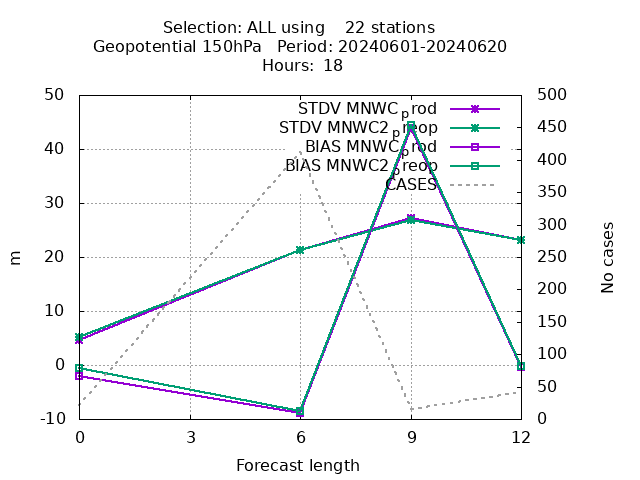 Selection: ALL using 22 stations
Geopotential 150hPa Period: 20240601-20240620
Hours: 18
STDV MNWC_prod
STDV MNWC2_preop
BIAS MNWC_prod
BIAS MNWC2_preop
CASES
50
40
30
20
10
0
-10
m
500
450
400
350
300
250
200
150
100
50
0
No cases
0 3 6 9 12
Forecast length